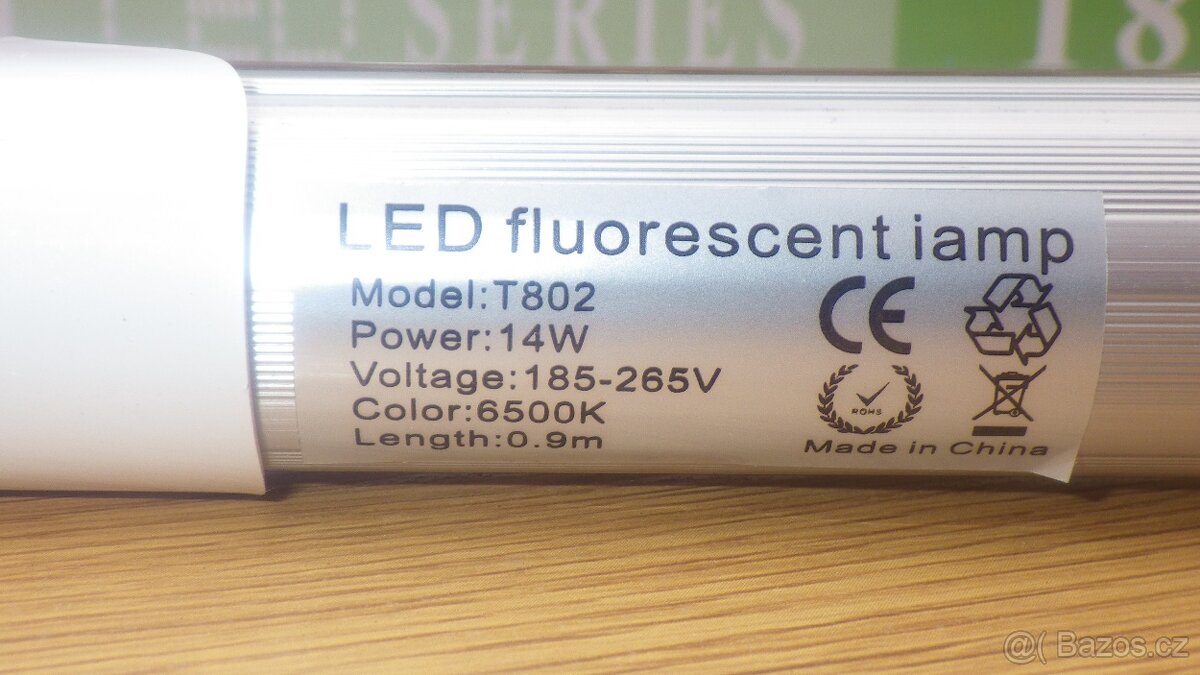 SERIES 18
LED fluorescent iamp
Model:T802
Power:14W
Voltage:185-265V
Color:6500K
Length:0.9m
CE
ROHS
Made in China
@( Bazos.cz